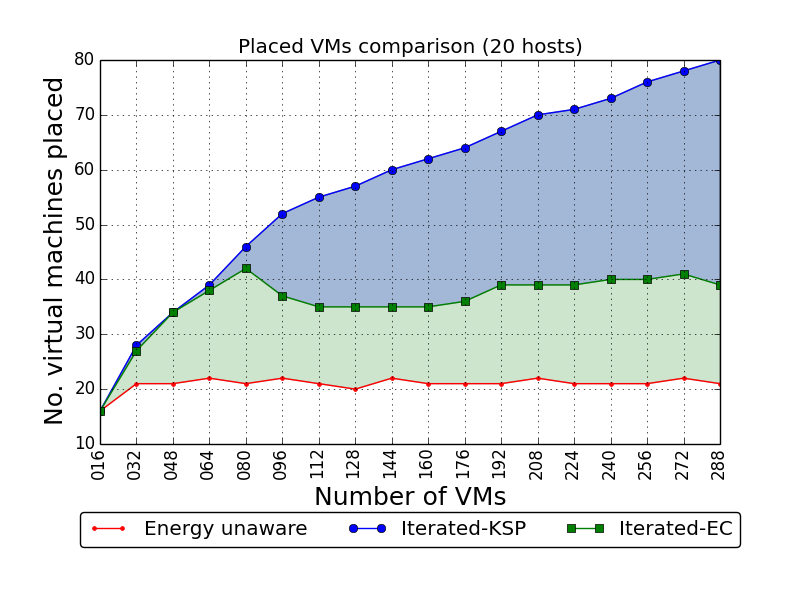 Placed VMs comparison (20 hosts)
No. virtual machines placed
80
70
60
50
40
30
20
10
016 032 048 064 080 096 112 128 144 160 176 192 208 224 240 256 272 288
Number of VMs
Energy unaware Iterated-KSP Iterated-EC